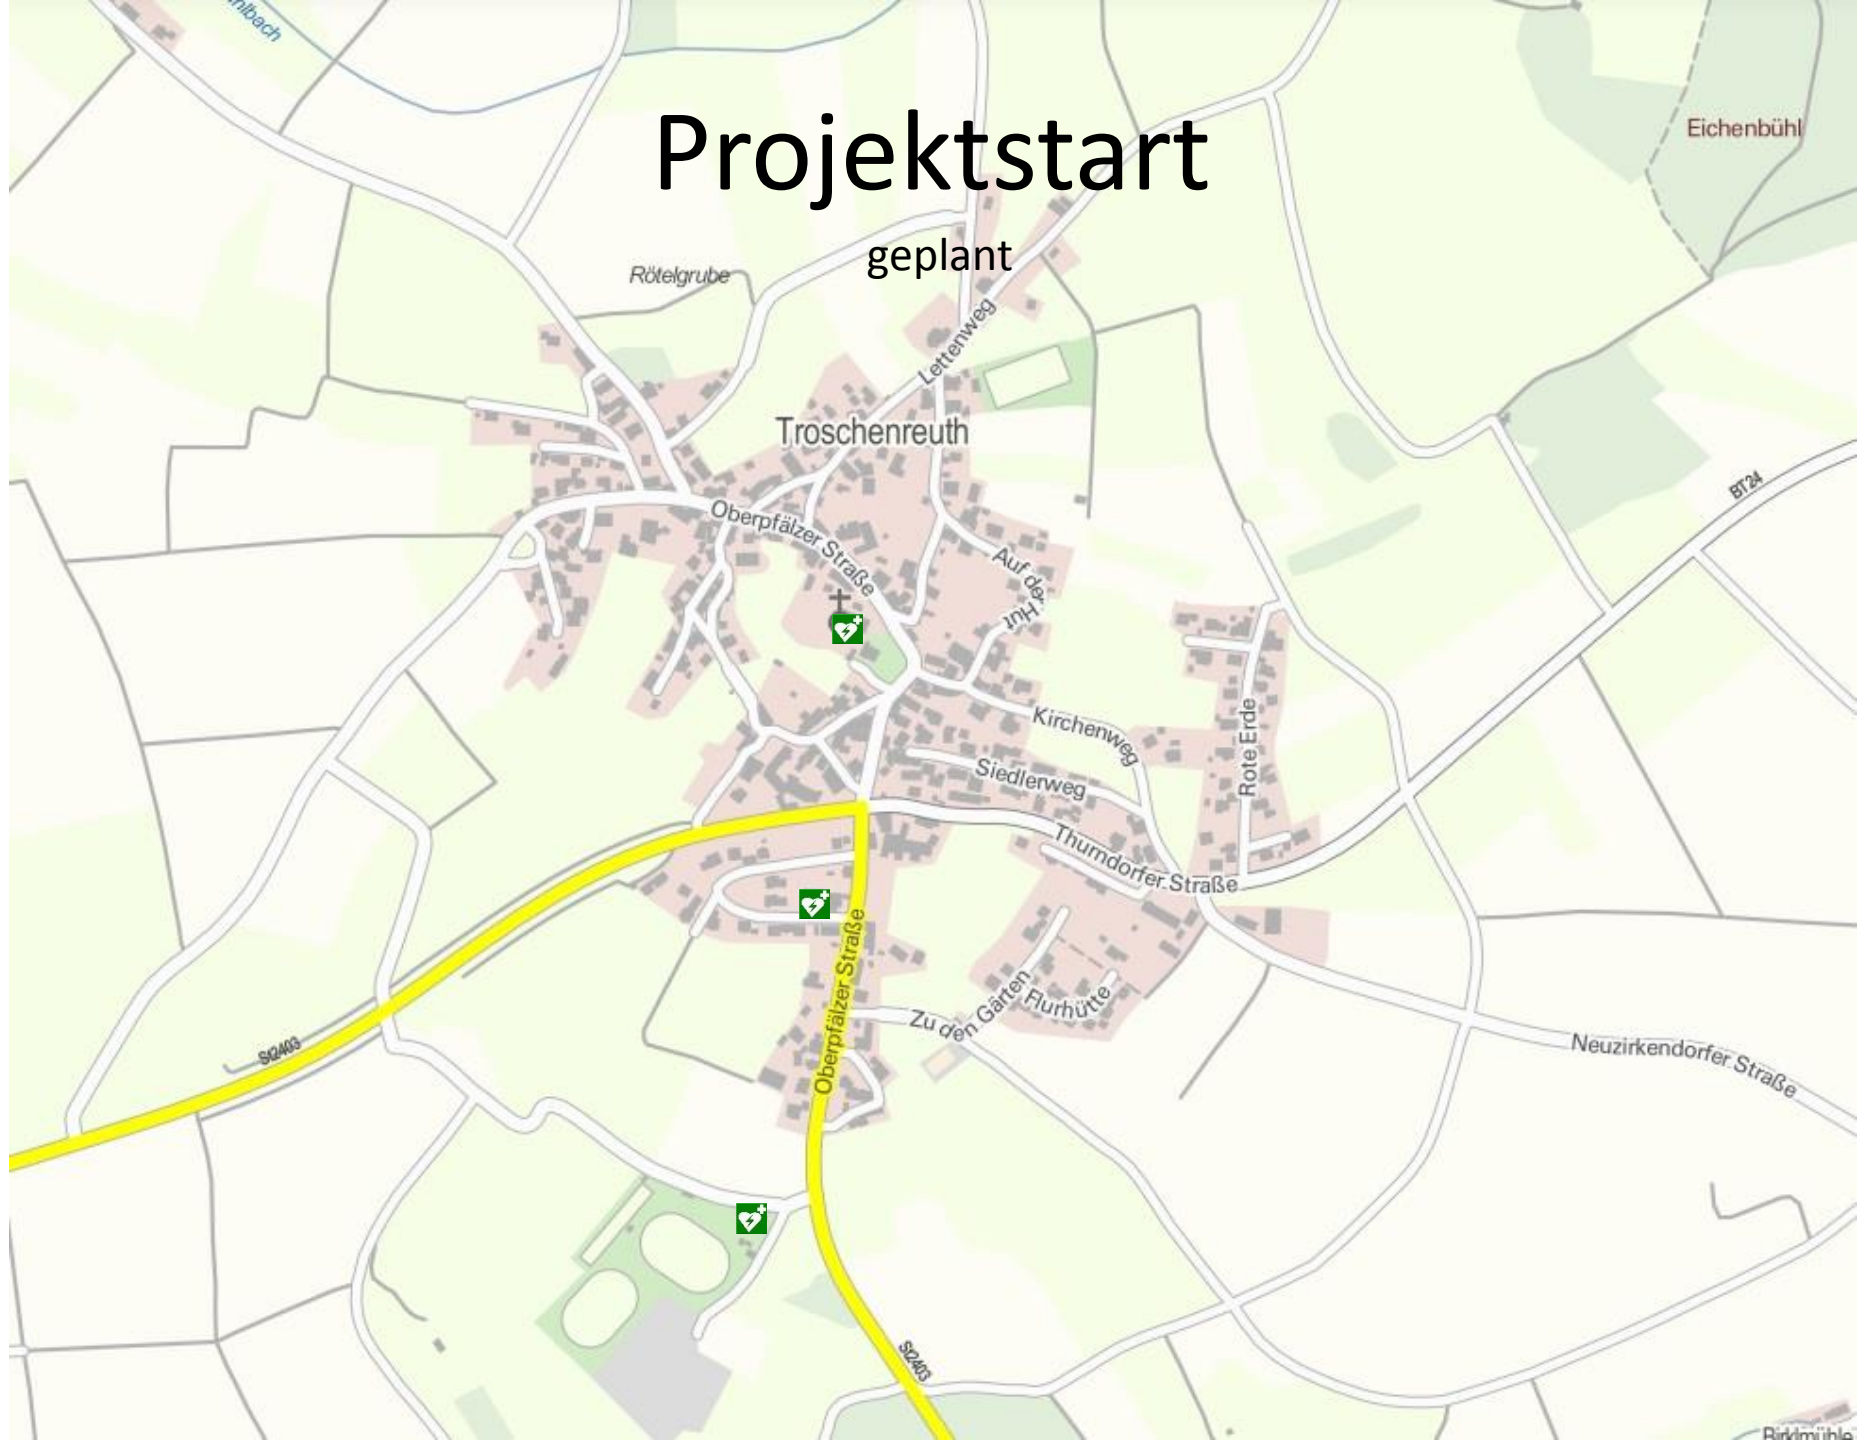 Projektstart
geplant
Eichenbühl
Rötelgrube
Lettenweg
Troschenreuth
BT24
Oberpfälzer Straße
Auf der
Hut
Kirchenweg
Rote Erde
Siedlerweg
Thurndorfer Straße
Oberpfälzer Straße
Zu den Gärten
Flurhütte
St2403
Neuzirkendorfer Straße
St2403